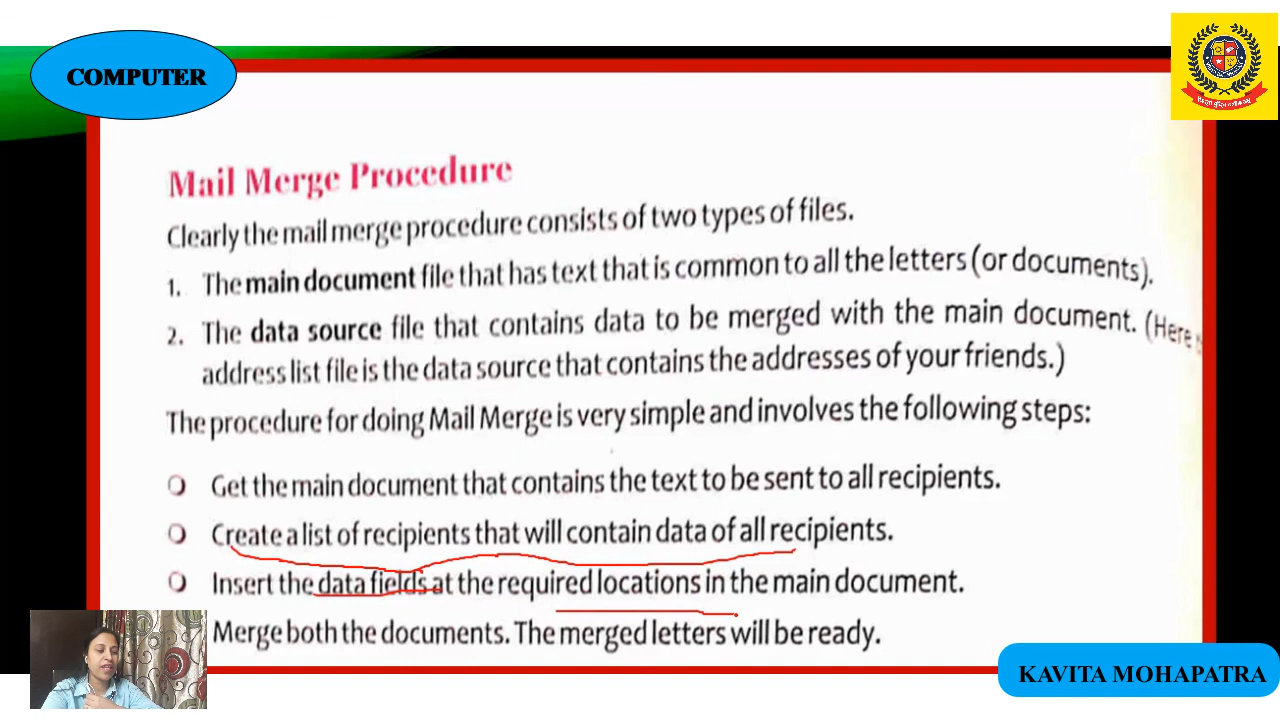 COMPUTER
Mail Merge Procedure
Clearly the mail merge procedure consists of two types of files.
1. The main document file that has text that is common to all the letters (or documents).
2. The data source file that contains data to be merged with the main document. (Here
address list file is the data source that contains the addresses of your friends.)
The procedure for doing Mail Merge is very simple and involves the following steps:
Get the main document that contains the text to be sent to all recipients.
Create a list of recipients that will contain data of all recipients.
Insert the data fields at the required locations in the main document.
Merge both the documents. The merged letters will be ready.
KAVITA MOHAPATRA